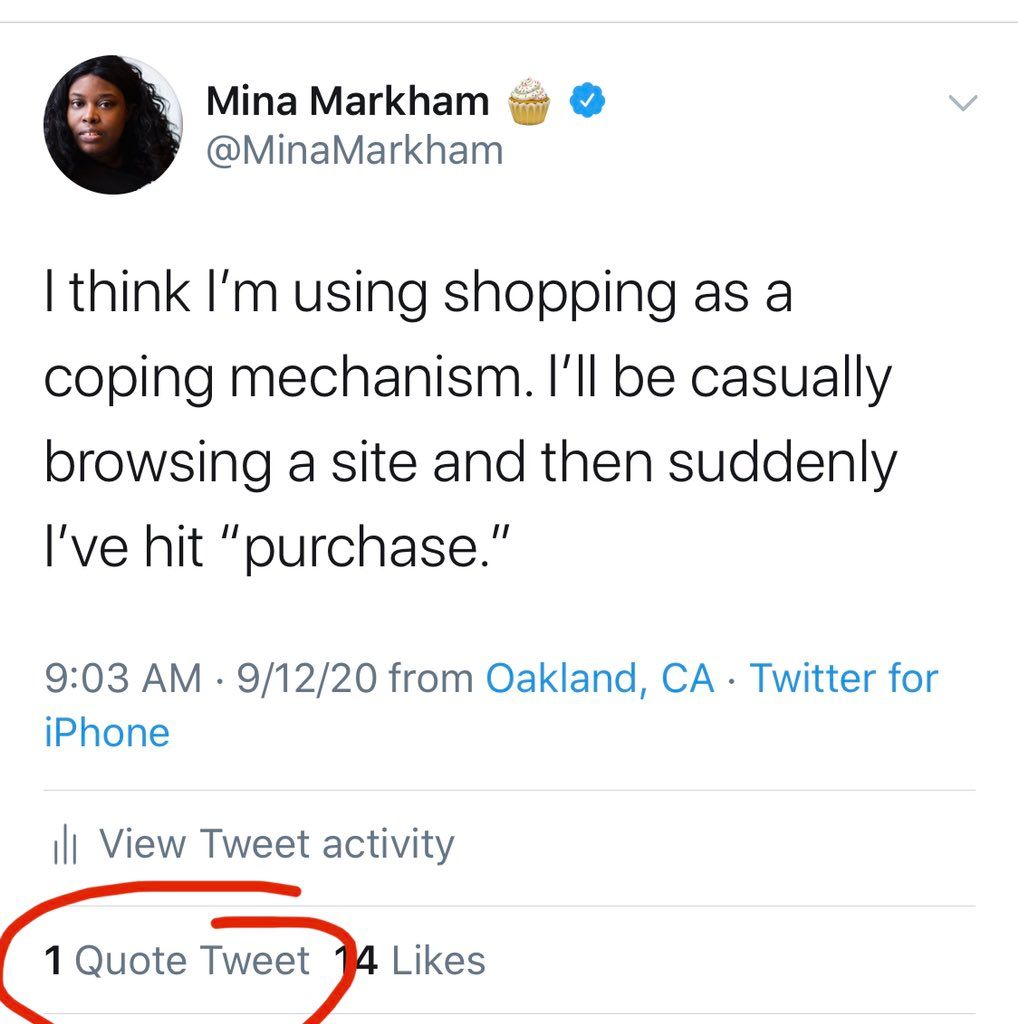 Mina Markham 🧁
@MinaMarkham
I think I’m using shopping as a
coping mechanism. I’ll be casually
browsing a site and then suddenly
I’ve hit “purchase.”
9:03 AM · 9/12/20 from Oakland, CA · Twitter for
iPhone
View Tweet activity
1 Quote Tweet 14 Likes